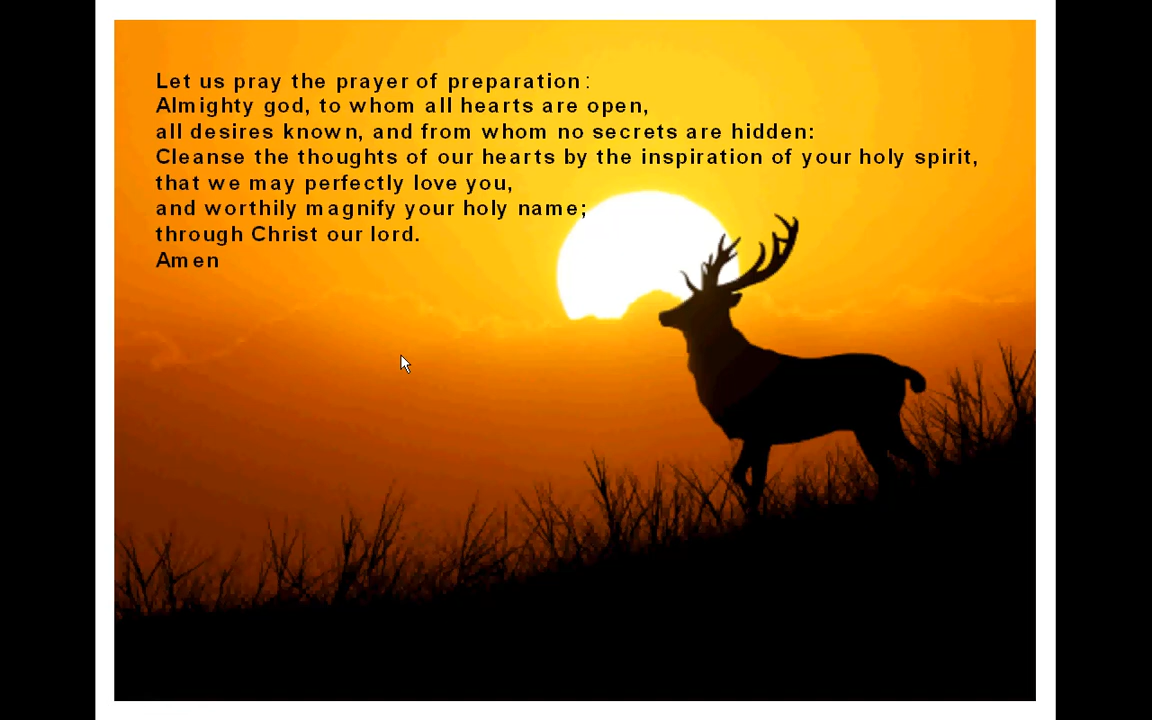 Let us pray the prayer of preparation:
Almighty god, to whom all hearts are open,
all desires known, and from whom no secrets are hidden:
Cleanse the thoughts of our hearts by the inspiration of your holy spirit,
that we may perfectly love you,
and worthily magnify your holy name;
through Christ our lord.
Amen